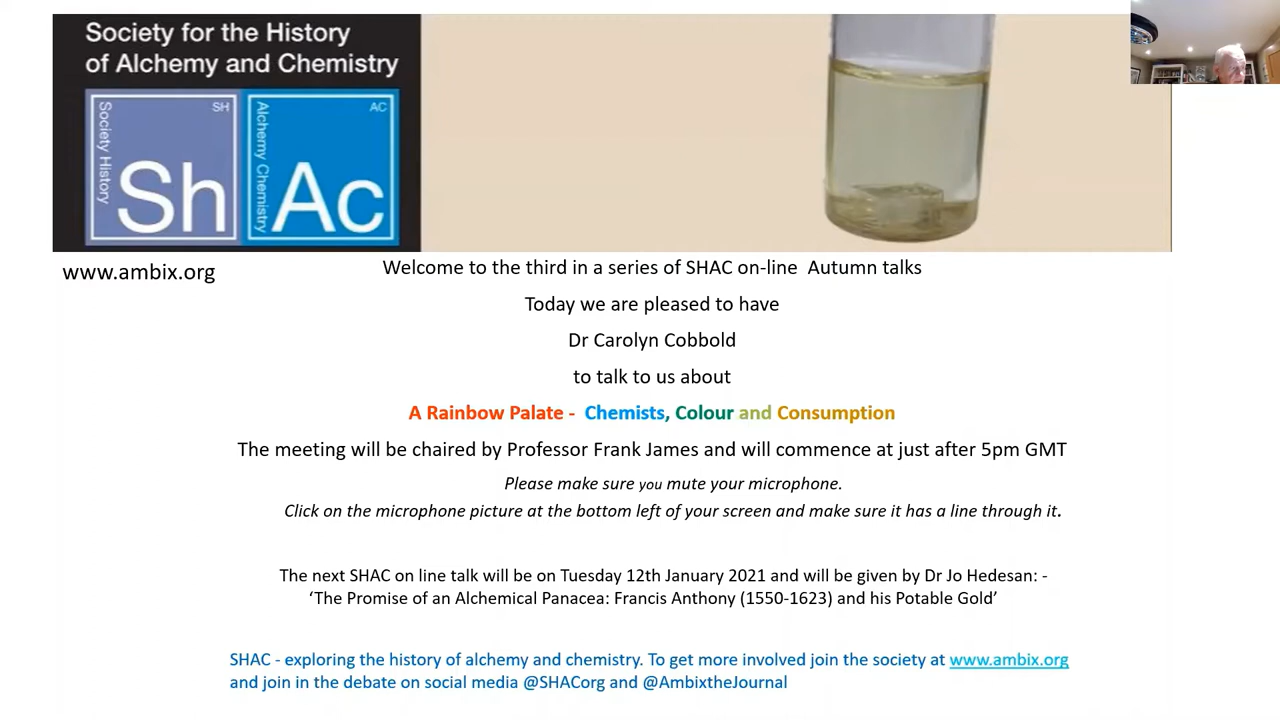 Society for the History
of Alchemy and Chemistry
Society History
SH
Sh
Alchemy Chemistry
AC
Ac
www.ambix.org
Welcome to the third in a series of SHAC on-line Autumn talks
Today we are pleased to have
Dr Carolyn Cobbold
to talk to us about
A Rainbow Palate - Chemists, Colour and Consumption
The meeting will be chaired by Professor Frank James and will commence at just after 5pm GMT
Please make sure you mute your microphone.
Click on the microphone picture at the bottom left of your screen and make sure it has a line through it.
The next SHAC on line talk will be on Tuesday 12th January 2021 and will be given by Dr Jo Hedesan: -
‘The Promise of an Alchemical Panacea: Francis Anthony (1550-1623) and his Potable Gold’
SHAC - exploring the history of alchemy and chemistry. To get more involved join the society at www.ambix.org
and join in the debate on social media @SHACorg and @AmbixtheJournal